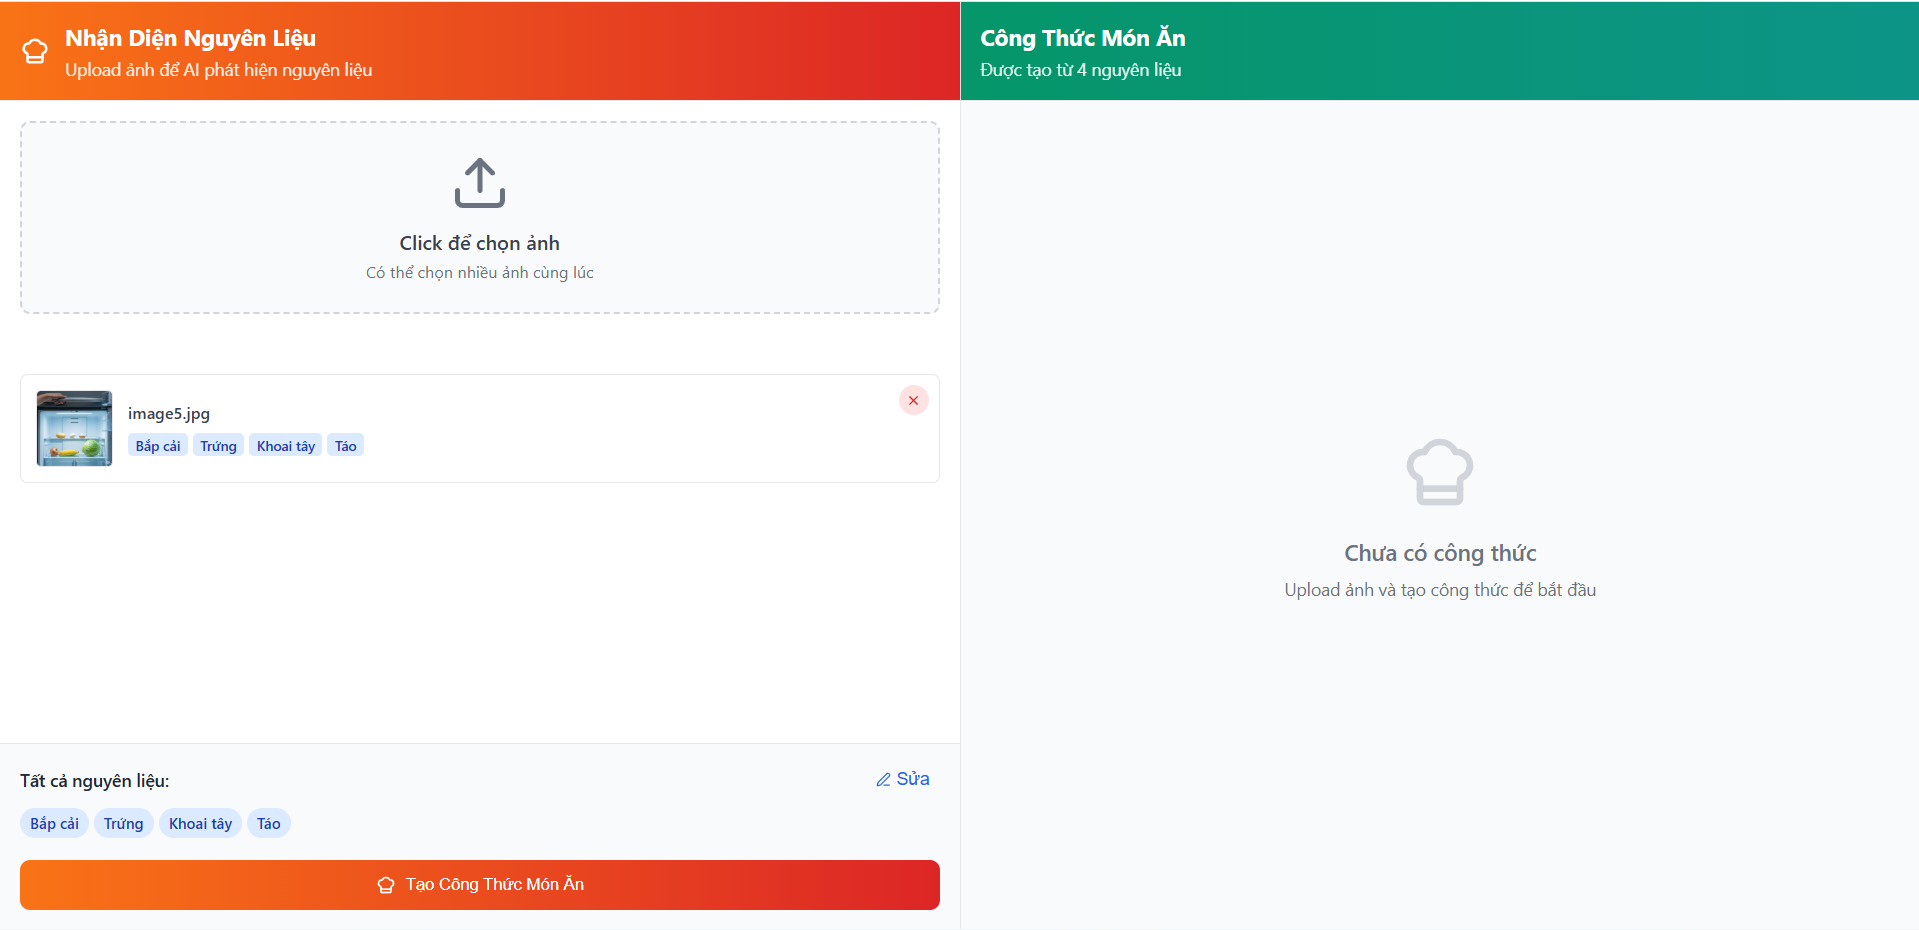 Nhận Diện Nguyên Liệu
Upload ảnh để AI phát hiện nguyên liệu
Click để chọn ảnh
Có thể chọn nhiều ảnh cùng lúc
image5.jpg
Bắp cải Trứng Khoai tây Táo
Tất cả nguyên liệu:
Sửa
Bắp cải Trứng Khoai tây Táo
Tạo Công Thức Món Ăn
Công Thức Món Ăn
Được tạo từ 4 nguyên liệu
Chưa có công thức
Upload ảnh và tạo công thức để bắt đầu